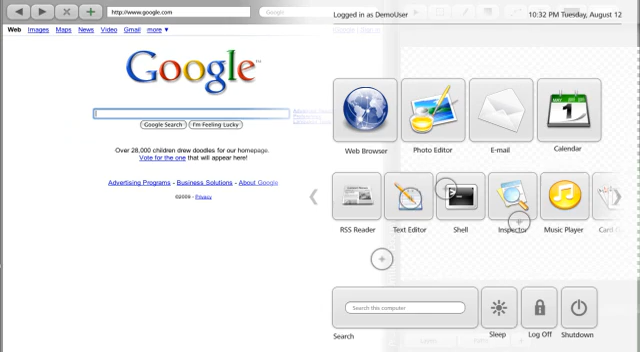 http://www.google.com
Google
Logged in as DemoUser
10:32 PM Tuesday, August 12
Web Images Maps News Video Gmail more ▼
Google™
Google Search
I'm Feeling Lucky
Over 28,000 children drew doodles for our homepage.
Vote for the one that will appear here!
Advertising Programs - Business Solutions - About Google
Privacy
Web Browser
Photo Editor
E-mail
1
Calendar
RSS Reader
Text Editor
Shell
Inspector
Music Player
Search this computer
Search
Sleep
Log Off
Shutdown